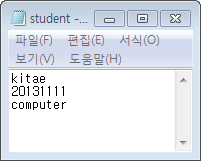 student -...
파일(F) 편집(E) 서식(O)
보기(V) 도움말(H)
kitae
20131111
computer